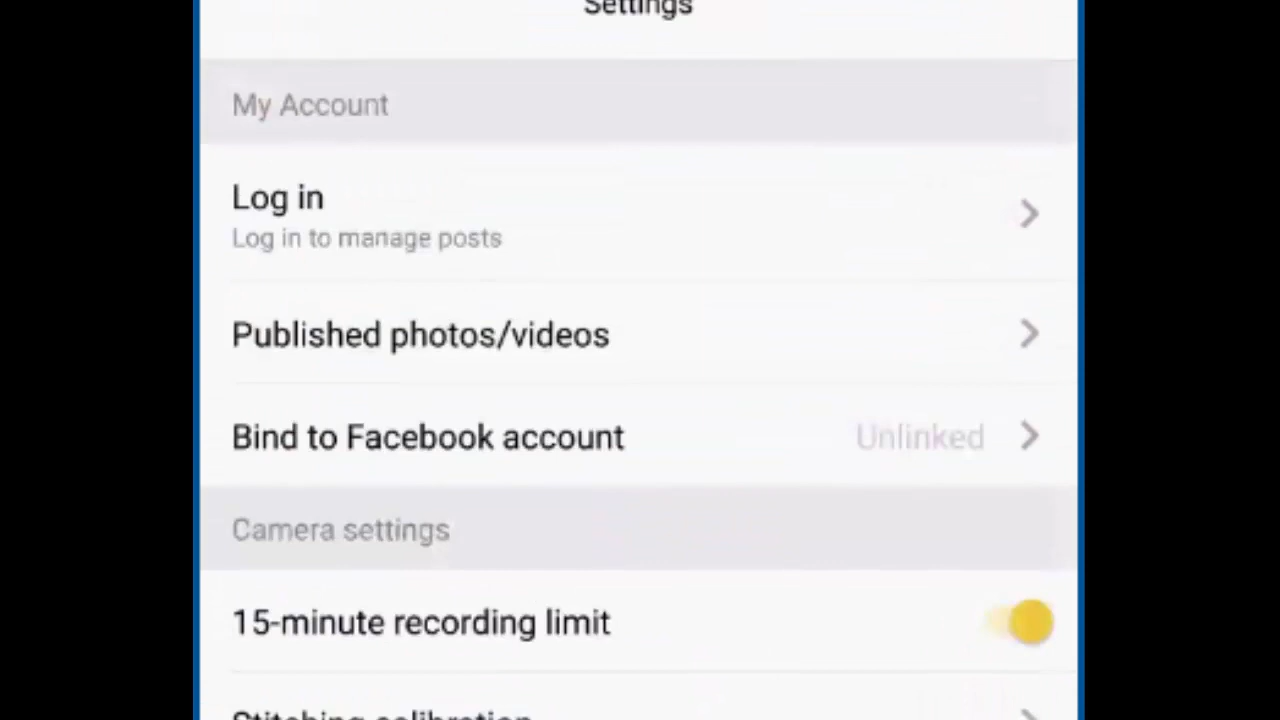 Settings
My Account
Log in
Log in to manage posts
Published photos/videos
Bind to Facebook account Unlinked
Camera settings
15-minute recording limit
Stitching calibration